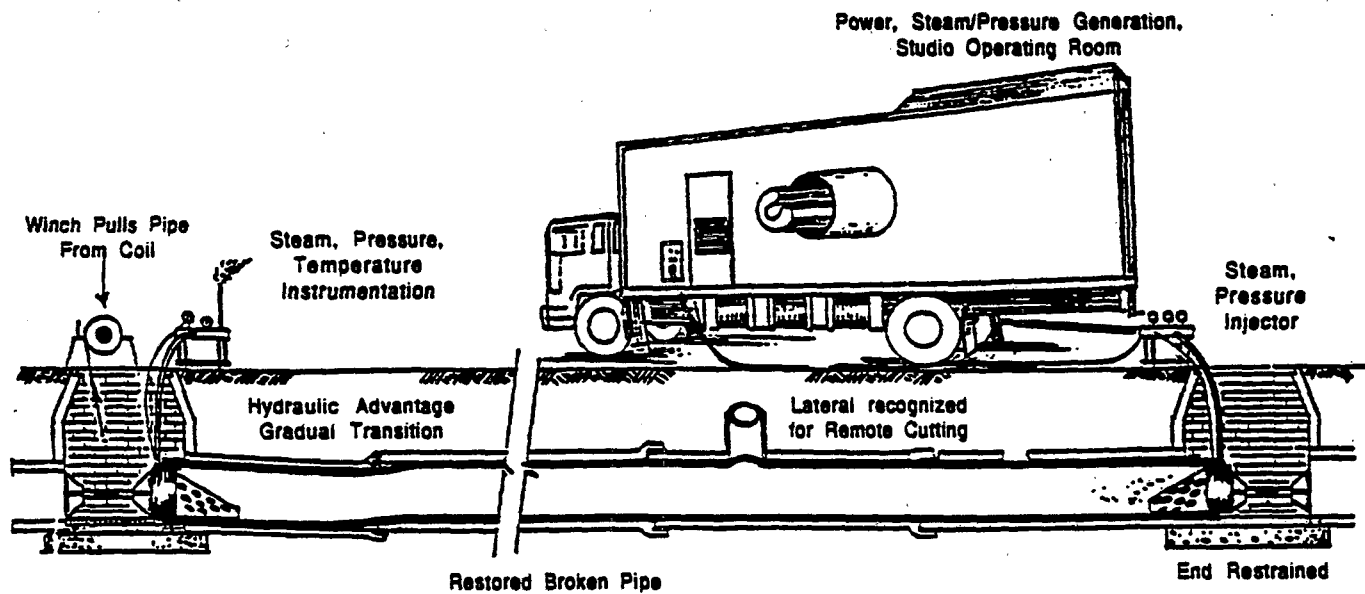 Power, Steam/Pressure Generation,
Studio Operating Room
Winch Pulls Pipe
From Coil
Steam, Pressure,
Temperature
Instrumentation
Steam,
Pressure
Injector
Hydraulic Advantage
Gradual Transition
Lateral recognized
for Remote Cutting
Restored Broken Pipe
End Restrained